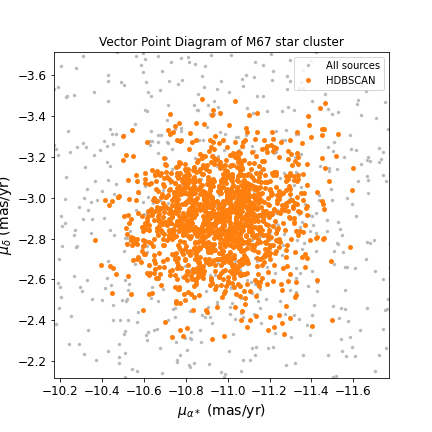 Vector Point Diagram of M67 star cluster
All sources
HDBSCAN
−3.6
−3.4
−3.2
−3.0
−2.8
−2.6
−2.4
−2.2
μδ (mas/yr)
−10.2 −10.4 −10.6 −10.8 −11.0 −11.2 −11.4 −11.6
μα* (mas/yr)